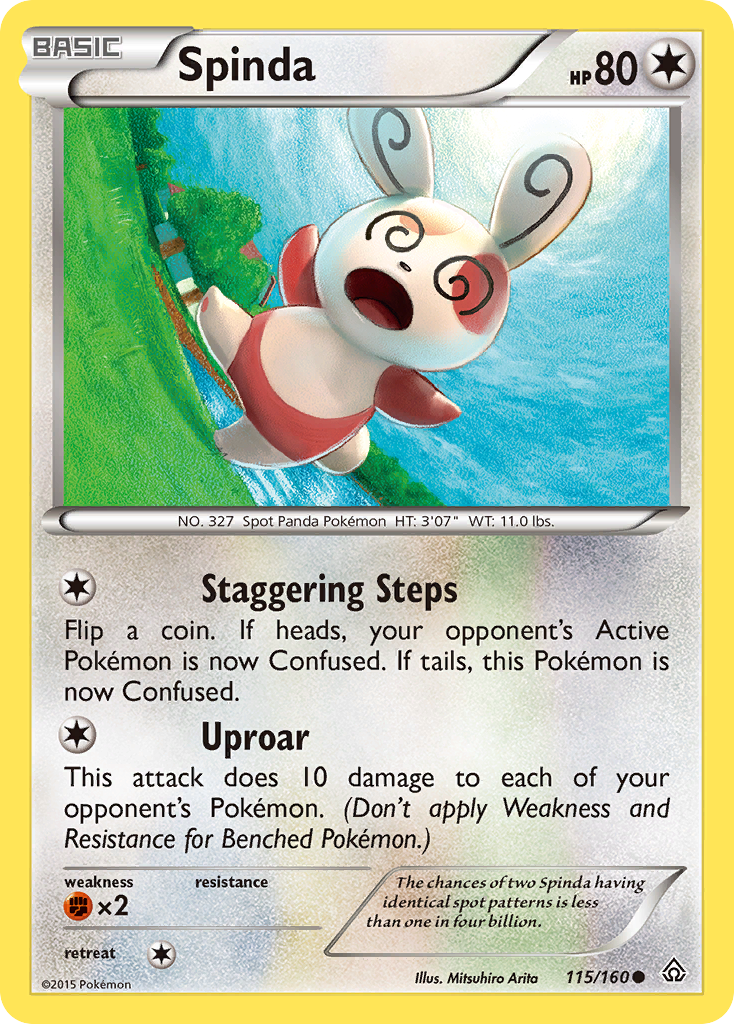 BASIC
Spinda
HP80
NO. 327 Spot Panda Pokémon HT: 3'07" WT: 11.0 lbs.
Staggering Steps
Flip a coin. If heads, your opponent's Active
Pokémon is now Confused. If tails, this Pokémon is
now Confused.
Uproar
This attack does 10 damage to each of your
opponent's Pokémon. (Don't apply Weakness and
Resistance for Benched Pokémon.)
weakness resistance
×2
The chances of two Spinda having
identical spot patterns is less
than one in four billion.
retreat
©2015 Pokémon
Illus. Mitsuhiro Arita 115/160